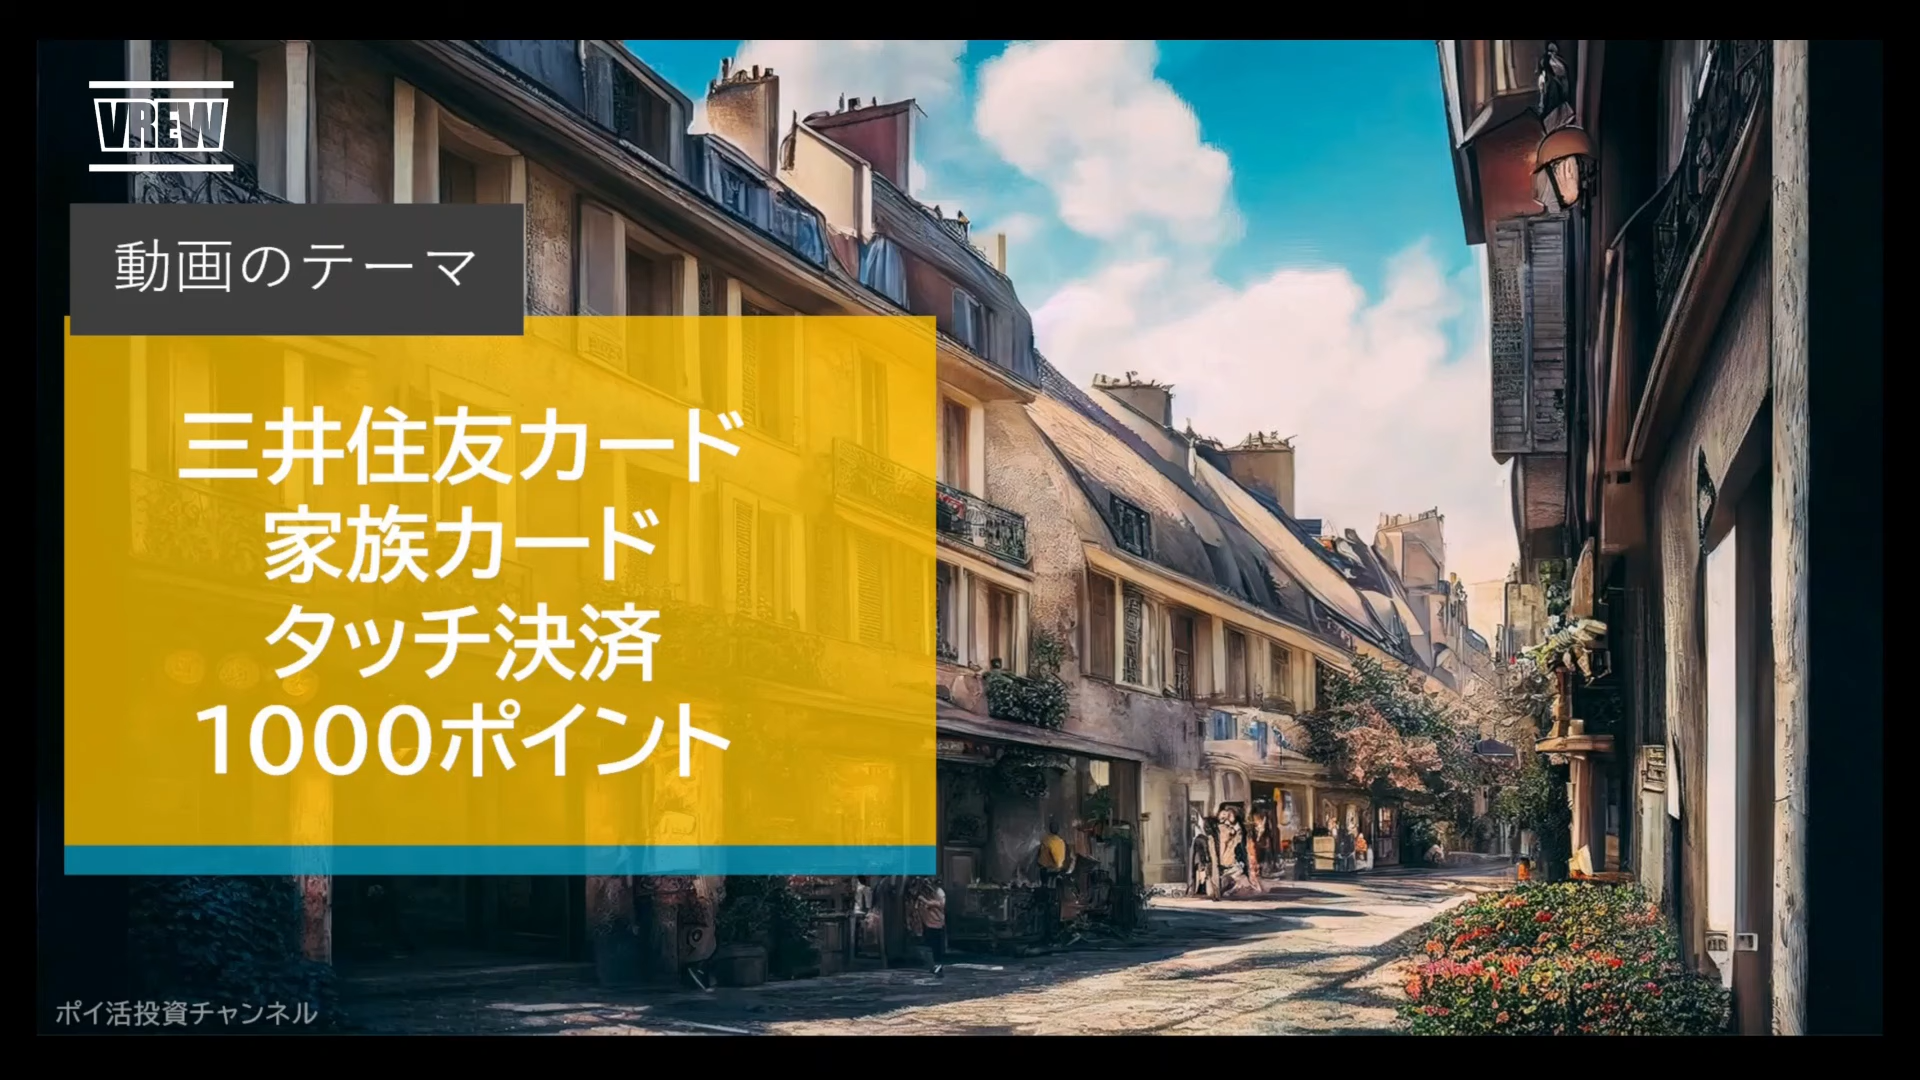 VREW
動画のテーマ
三井住友カード
家族カード
タッチ決済
1000ポイント
ポイ活投資チャンネル